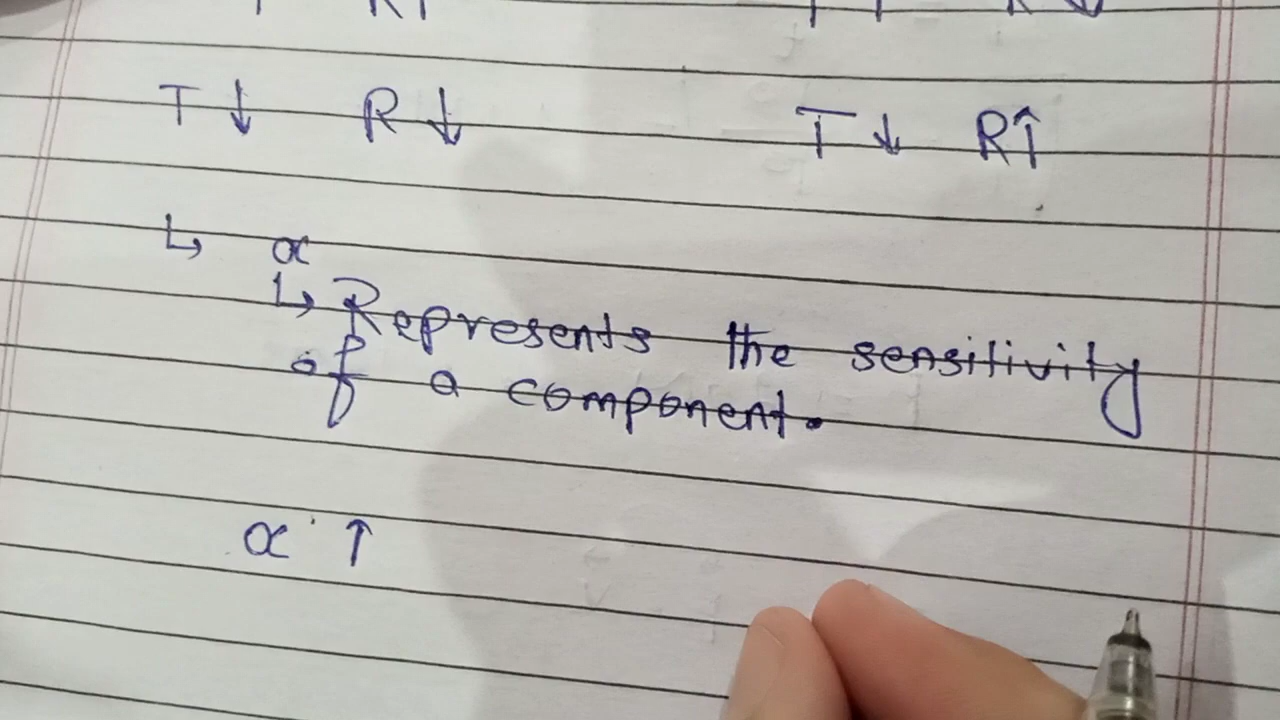 T ↓ R ↓ T ↓ R↑
↳ α
↳ Represents the sensitivity
of a component.
α ↑